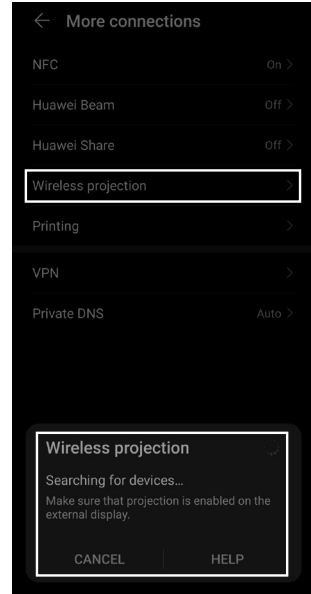 More connections
NFC On
Huawei Beam Off
Huawei Share Off
Wireless projection
Printing
VPN
Private DNS Auto
Wireless projection
Searching for devices...
Make sure that projection is enabled on the
external display.
CANCEL HELP